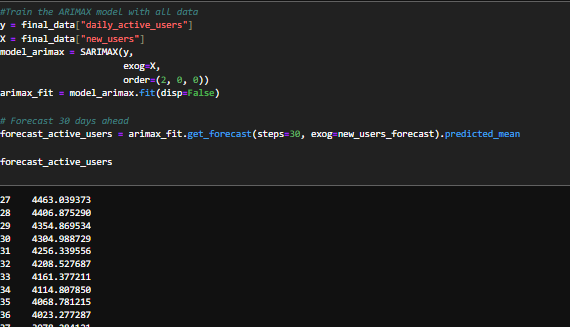 #Train the ARIMAX model with all data
y = final_data["daily_active_users"]
X = final_data["new_users"]
model_arimax = SARIMAX(y,
exog=X,
order=(2, 0, 0))
arimax_fit = model_arimax.fit(disp=False)
# Forecast 30 days ahead
forecast_active_users = arimax_fit.get_forecast(steps=30, exog=new_users_forecast).predicted_mean
forecast_active_users
27 4463.039373
28 4406.875290
29 4354.869534
30 4304.988729
31 4256.339556
32 4208.527687
33 4161.377211
34 4114.807850
35 4068.781215
36 4023.277287
37 3978.284121